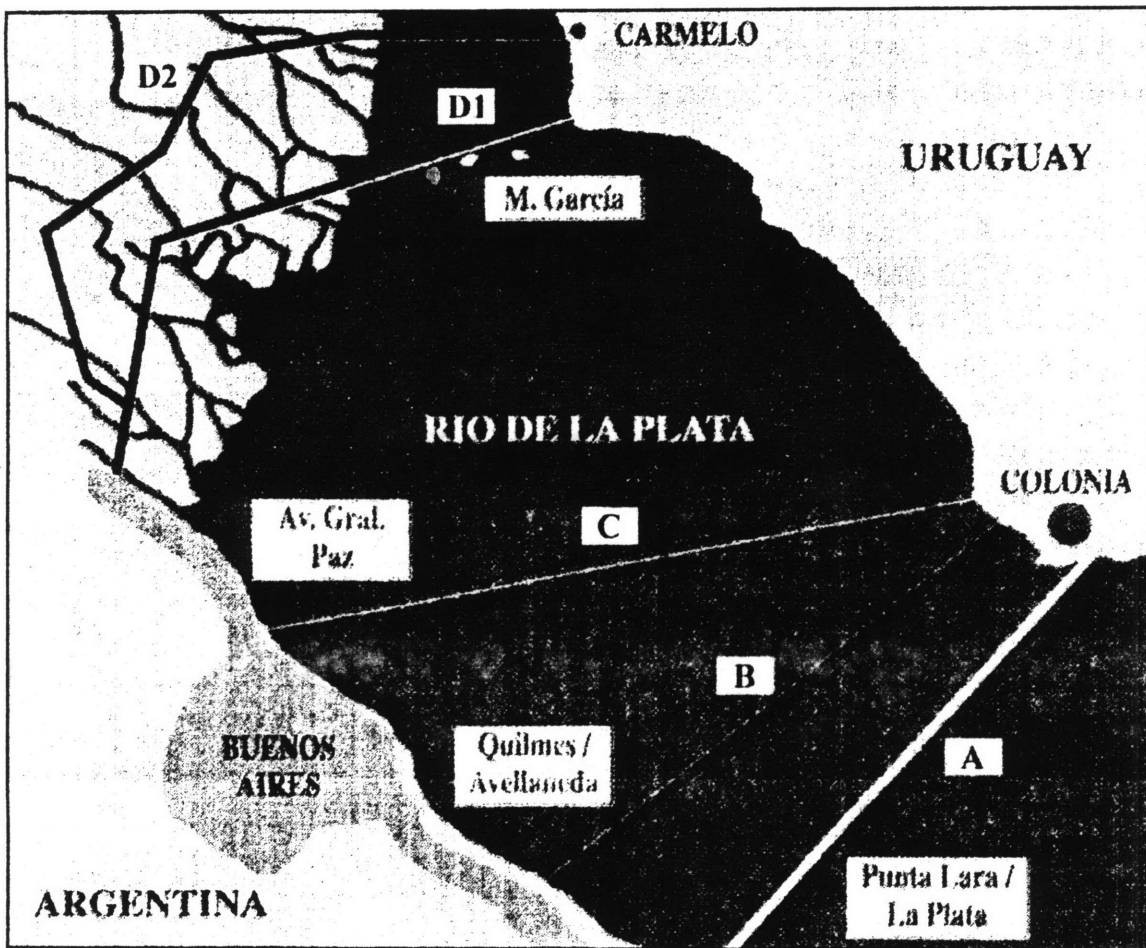 CARMELO
D2
D1
URUGUAY
M. García
RIO DE LA PLATA
COLONIA
Av. Gral.
Paz
C
B
Quilmes /
Avellaneda
A
BUENOS
AIRES
Punta Lara /
La Plata
ARGENTINA